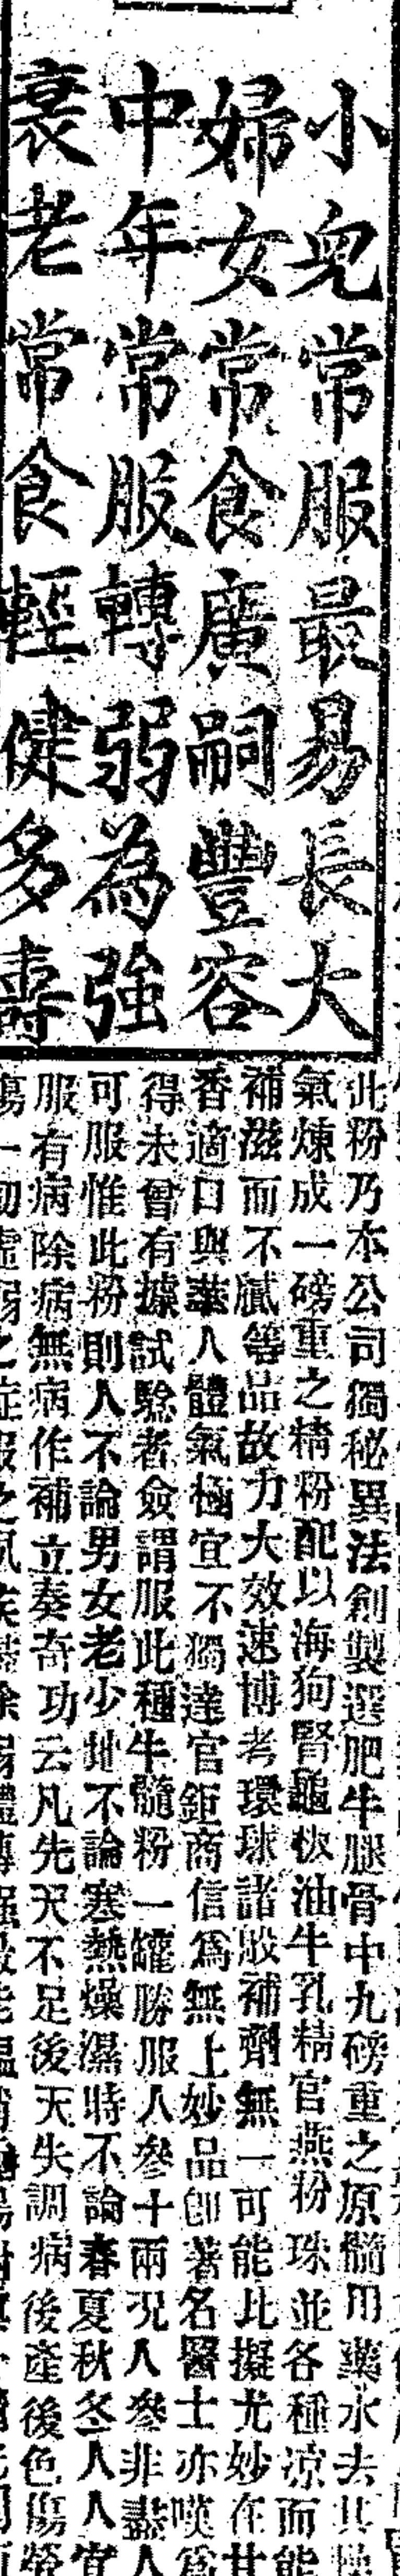 小兒常服最易長大
婦女常食廣嗣豐容
中年常服轉弱為強
衰老常食輕健多壽
此粉乃本公司獨秘異法創製選肥牛腿骨中九磅重之原髓用藥水去其
氣煉成一磅重之精粉配以海狗腎龜板油牛乳精官燕粉珠並各種涼而能
補滋而不膩等品故力大效速博考環球諸般補劑無一可能比擬尤妙在甘
香適口與華人體氣極宜不獨達官鉅商信爲無上妙品即著名醫士亦嘆爲
得未曾有據試驗者僉謂服此種牛髓粉一罐勝服人參十兩況人參非盡人
可服惟此粉則人不論男女老少地不論寒熱燥濕時不論春夏秋冬人人宜
服有病除病無病作補立奏奇功云凡先天不足後天失調病後產後色傷勞
傷一切虛弱之症服之